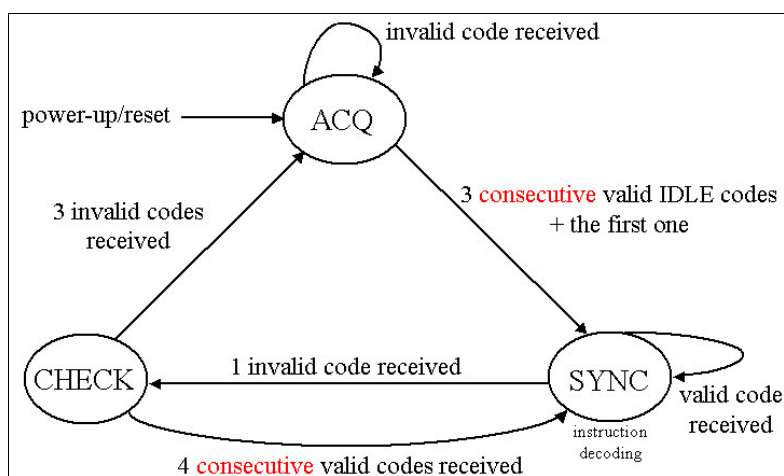 invalid code received
power-up/reset
ACQ
3 consecutive valid IDLE codes
+ the first one
3 invalid codes
received
1 invalid code received
CHECK
SYNC
valid code
received
instruction
decoding
4 consecutive valid codes received